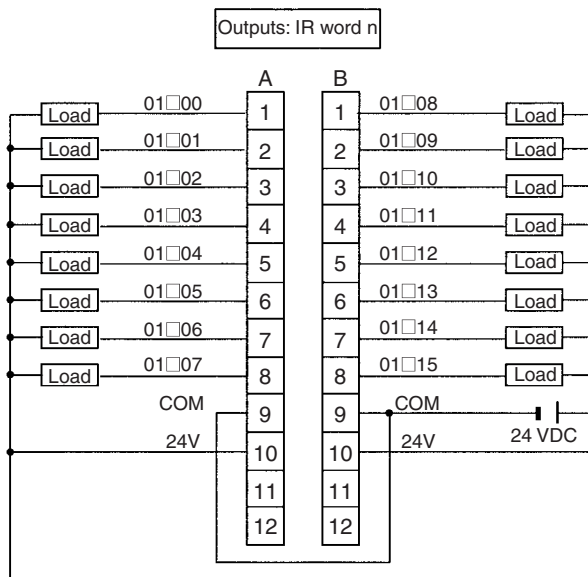 Outputs: IR word n
A B
Load 01□00 1 1 01□08 Load
Load 01□01 2 2 01□09 Load
Load 01□02 3 3 01□10 Load
Load 01□03 4 4 01□11 Load
Load 01□04 5 5 01□12 Load
Load 01□05 6 6 01□13 Load
Load 01□06 7 7 01□14 Load
Load 01□07 8 8 01□15 Load
COM 9 9 COM
24V 10 10 24V 24 VDC
11 11
12 12